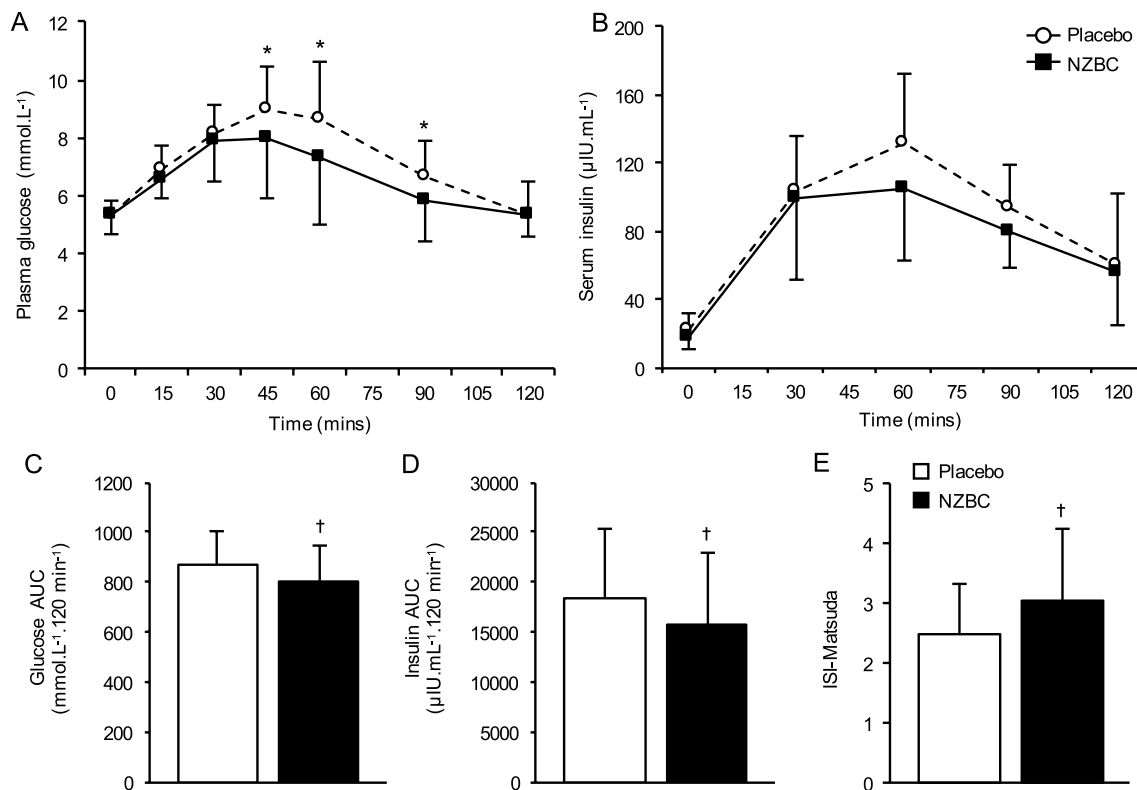 A
Plasma glucose (mmol.L⁻¹)
12
10
8
6
4
2
0
* * *
0 15 30 45 60 75 90 105 120
Time (mins)
B
Serum insulin (µIU.mL⁻¹)
200
160
120
80
40
0
Placebo
NZBC
0 15 30 45 60 75 90 105 120
Time (mins)
C
Glucose AUC
(mmol.L⁻¹.120 min⁻¹)
1200
1000
800
600
400
200
0
†
D
Insulin AUC
(µIU.mL⁻¹.120 min⁻¹)
30000
25000
20000
15000
10000
5000
0
†
E
ISI-Matsuda
5
4
3
2
1
0
Placebo
NZBC
†